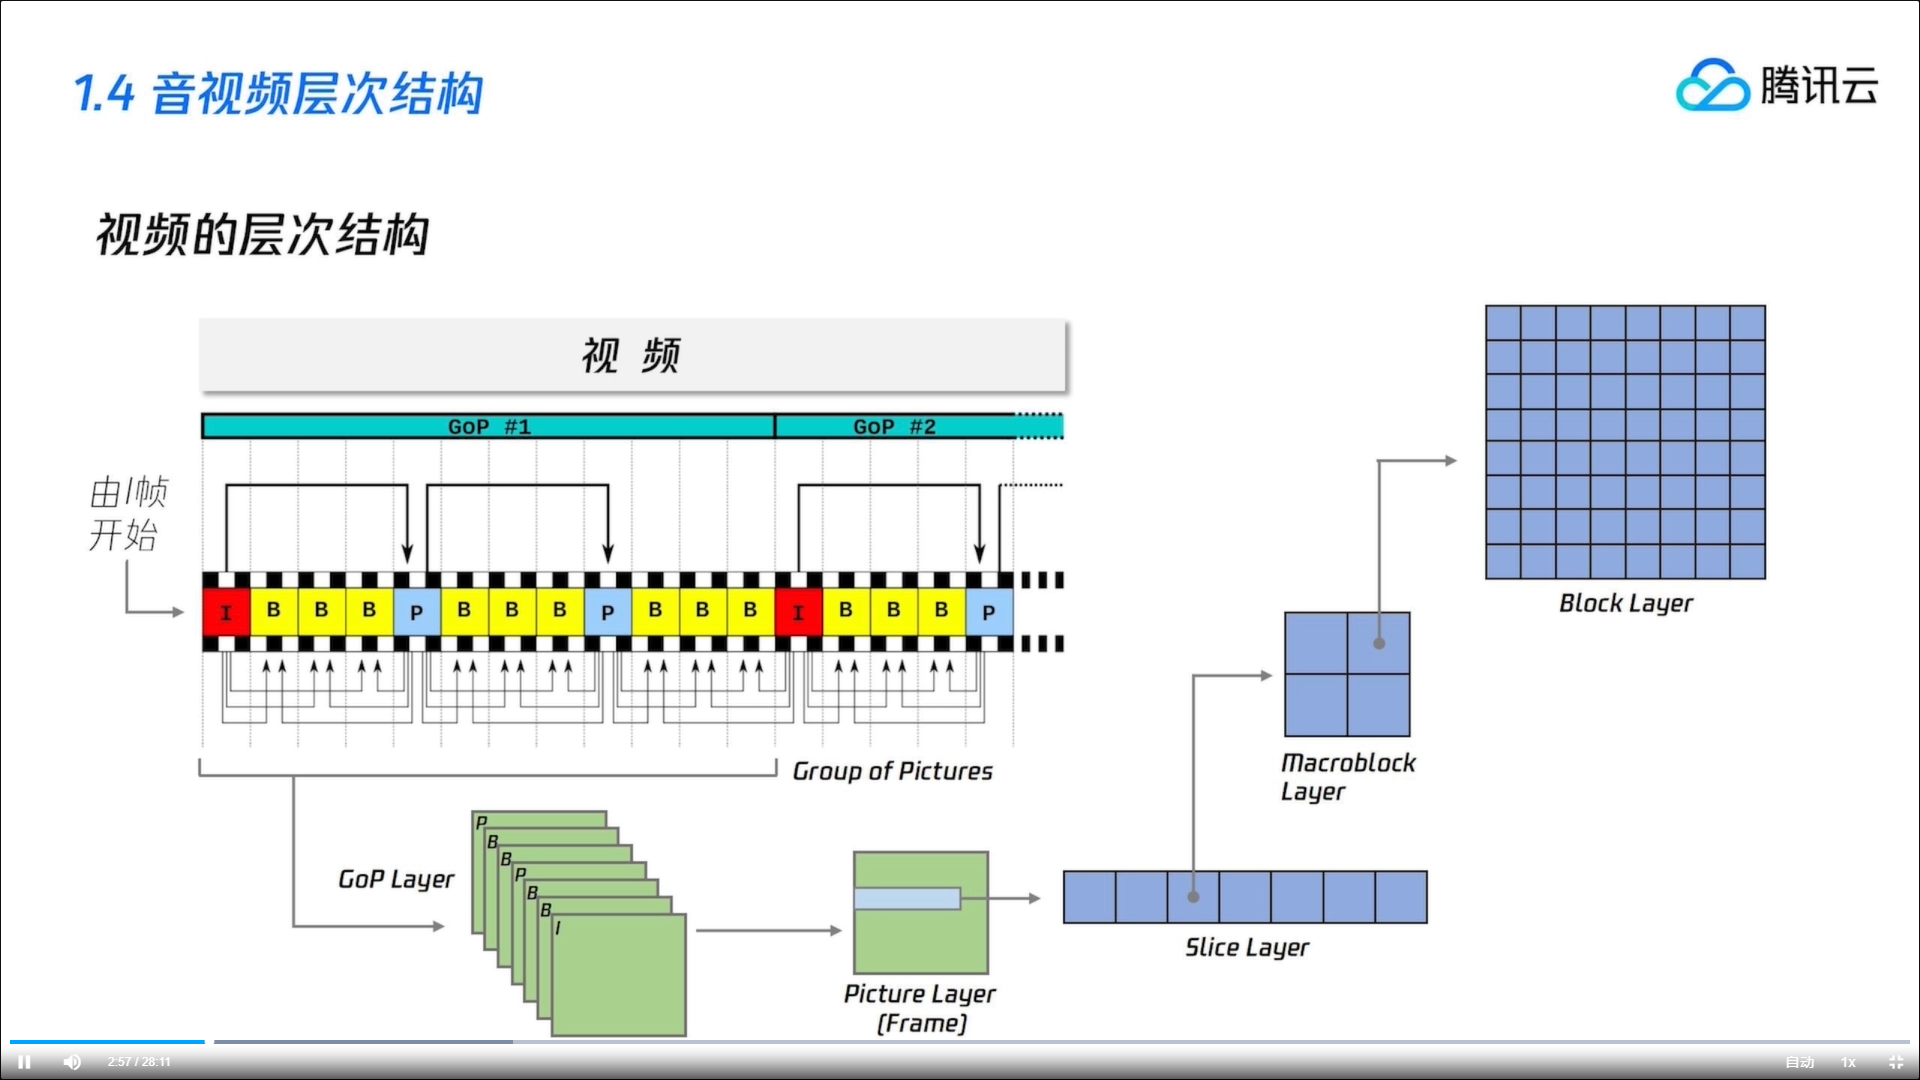 1.4 音视频层次结构
腾讯云
视频的层次结构
视 频
GoP #1 GoP #2
由I帧
开始
I B B B P B B B P B B B I B B B P
Block Layer
Group of Pictures
Macroblock
Layer
P
B
B
P
B
B
I
GoP Layer
Slice Layer
Picture Layer
(Frame)
2:57 / 28:11 自动 1x